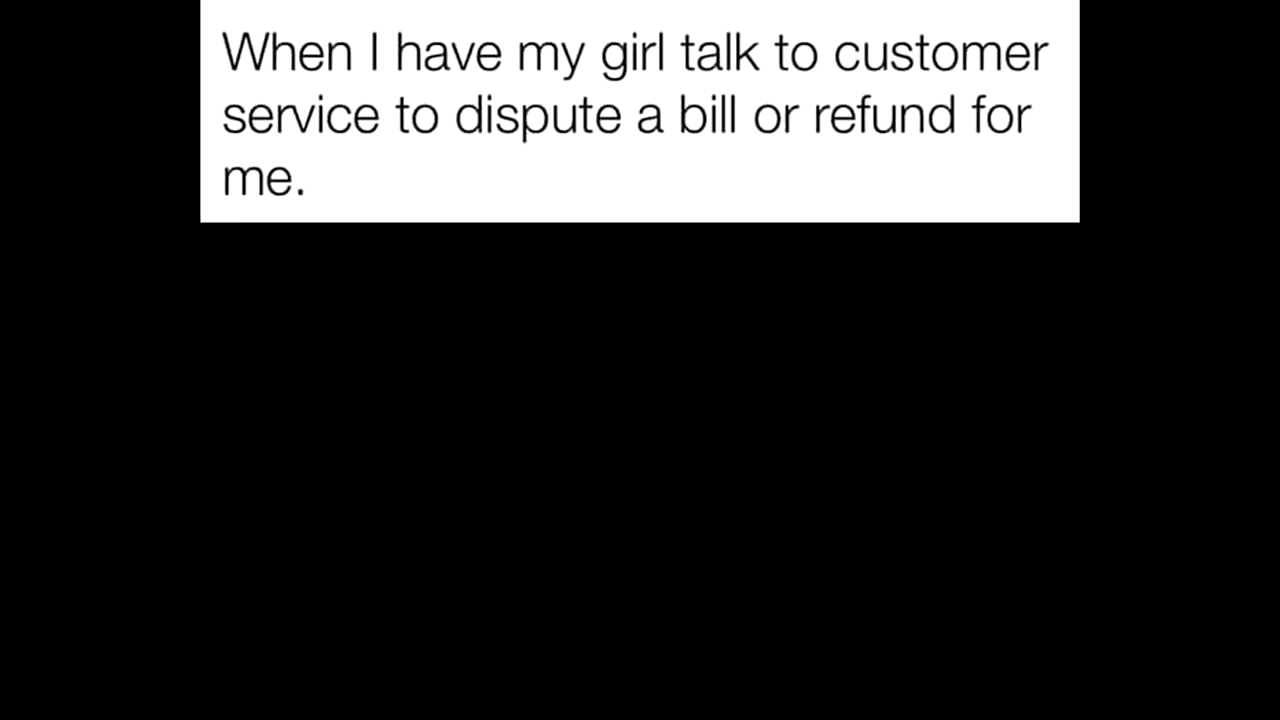 When I have my girl talk to customer
service to dispute a bill or refund for
me.